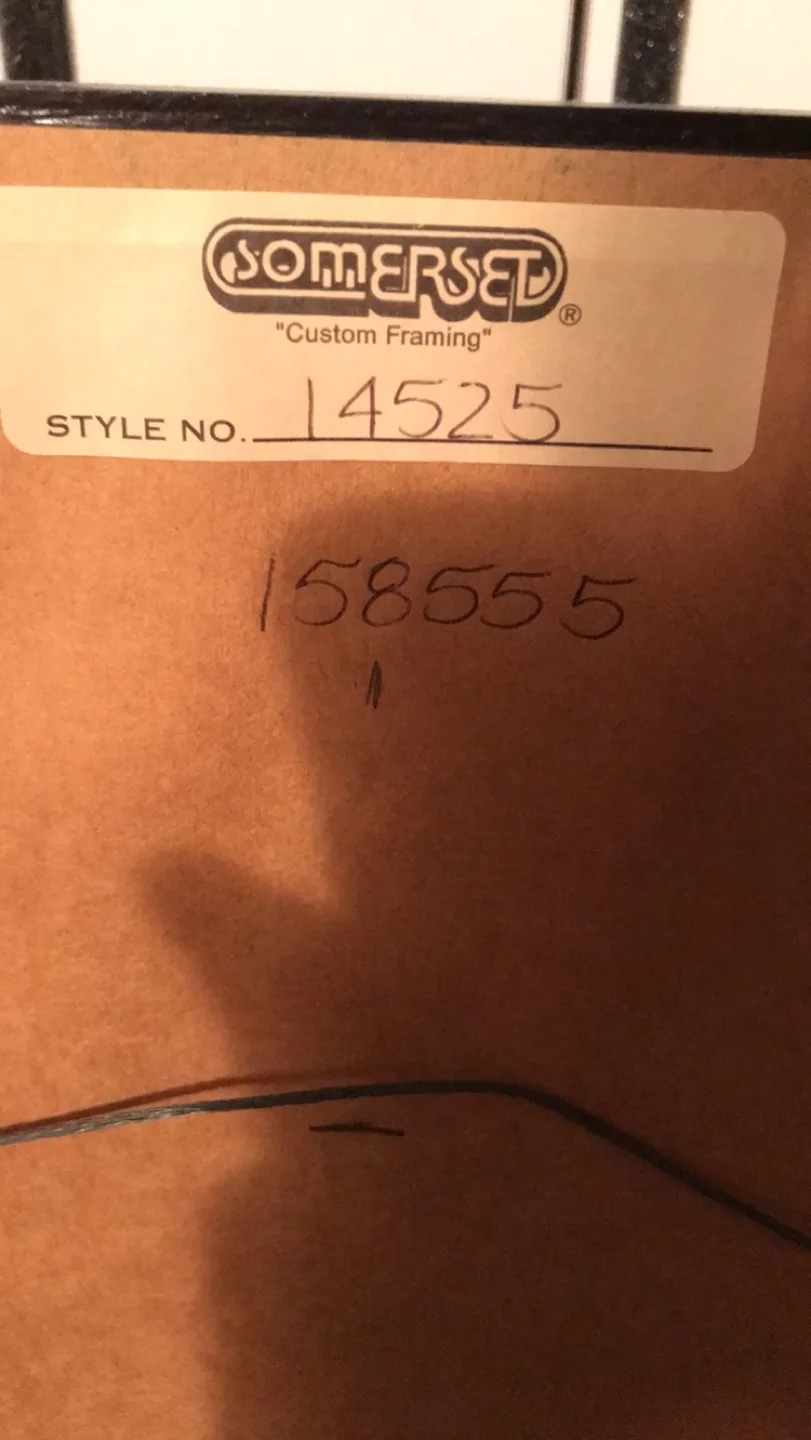 SOMERSET®
"Custom Framing"
STYLE NO. 14525
158555